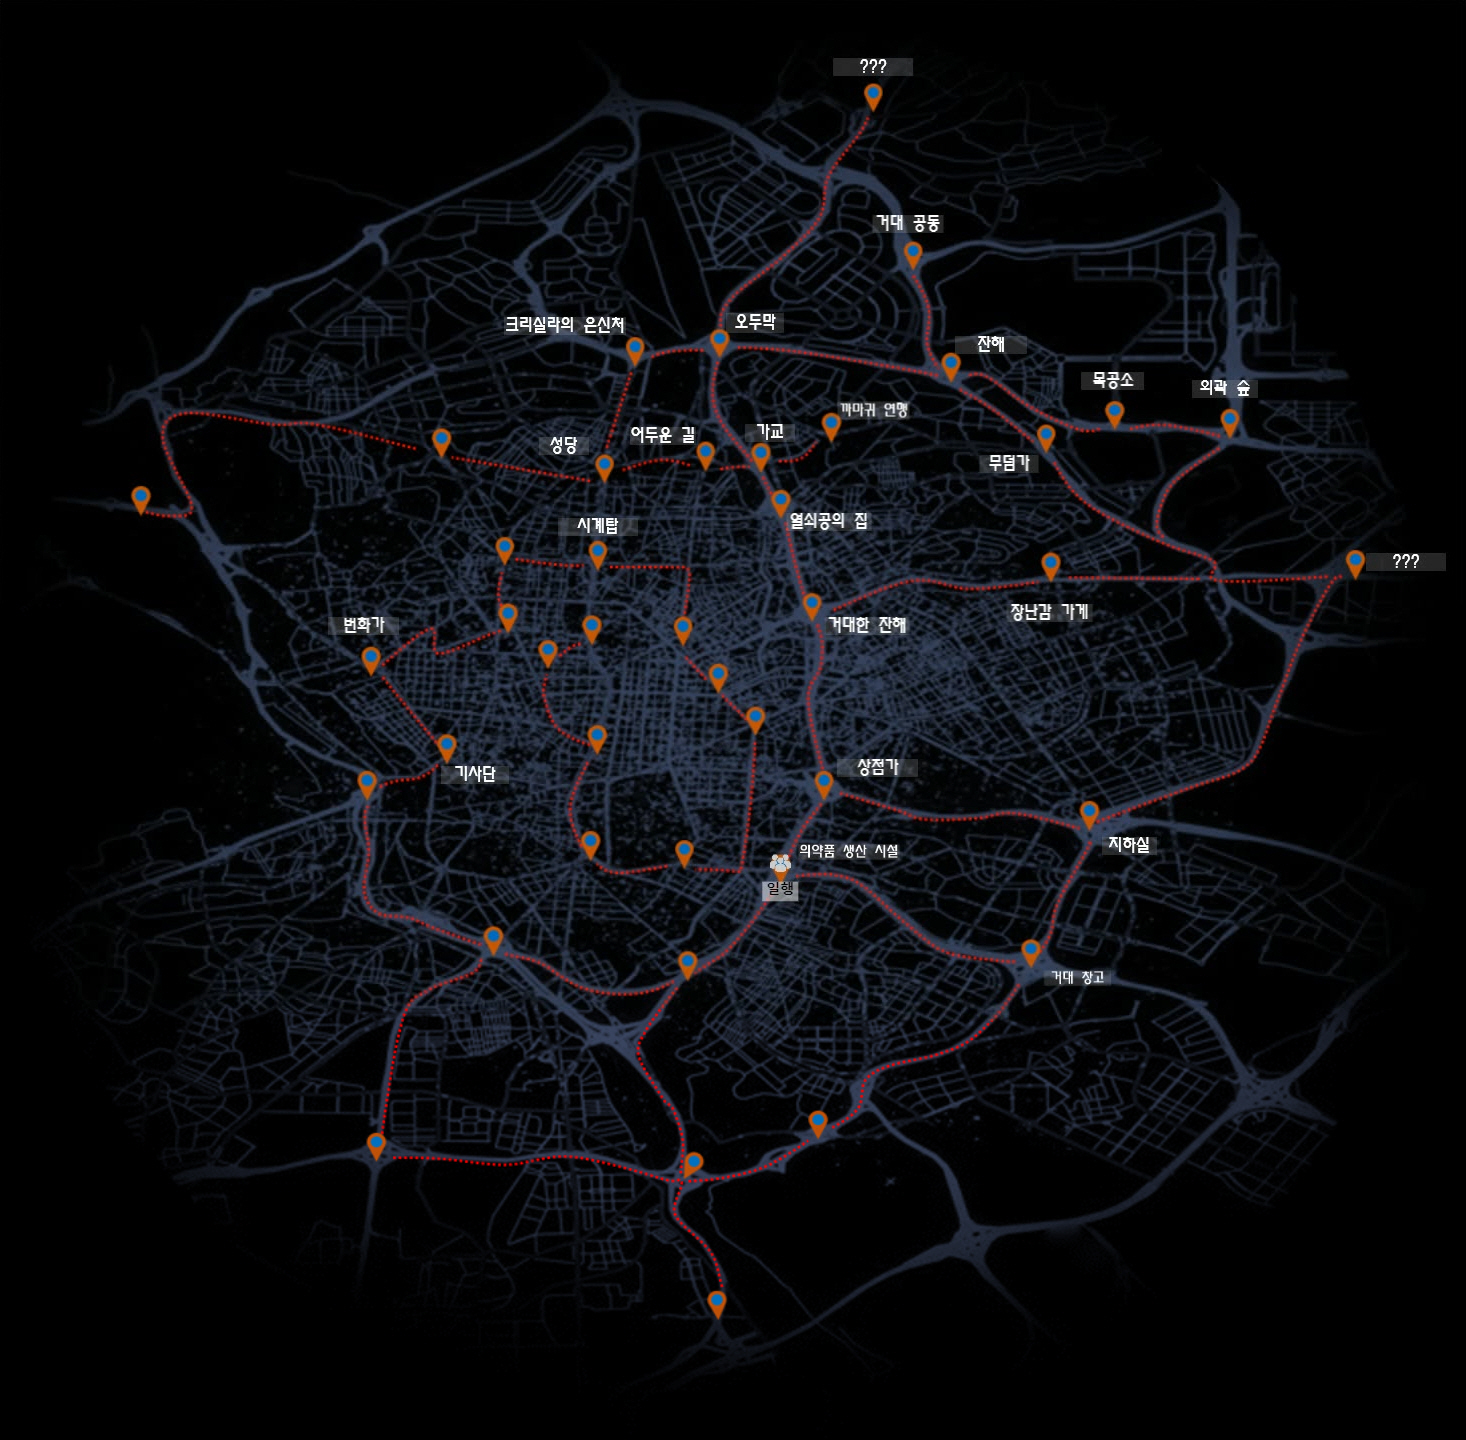 ???
거대 공동
크리실라의 은신처
오두막
잔해
목공소
외곽 숲
까마귀 연맹
성당
어두운 길
가교
무덤가
시계탑
열쇠공의 집
???
장난감 가게
번화가
거대한 잔해
기사단
상점가
지하실
의약품 생산 시설
일행
거대 창고